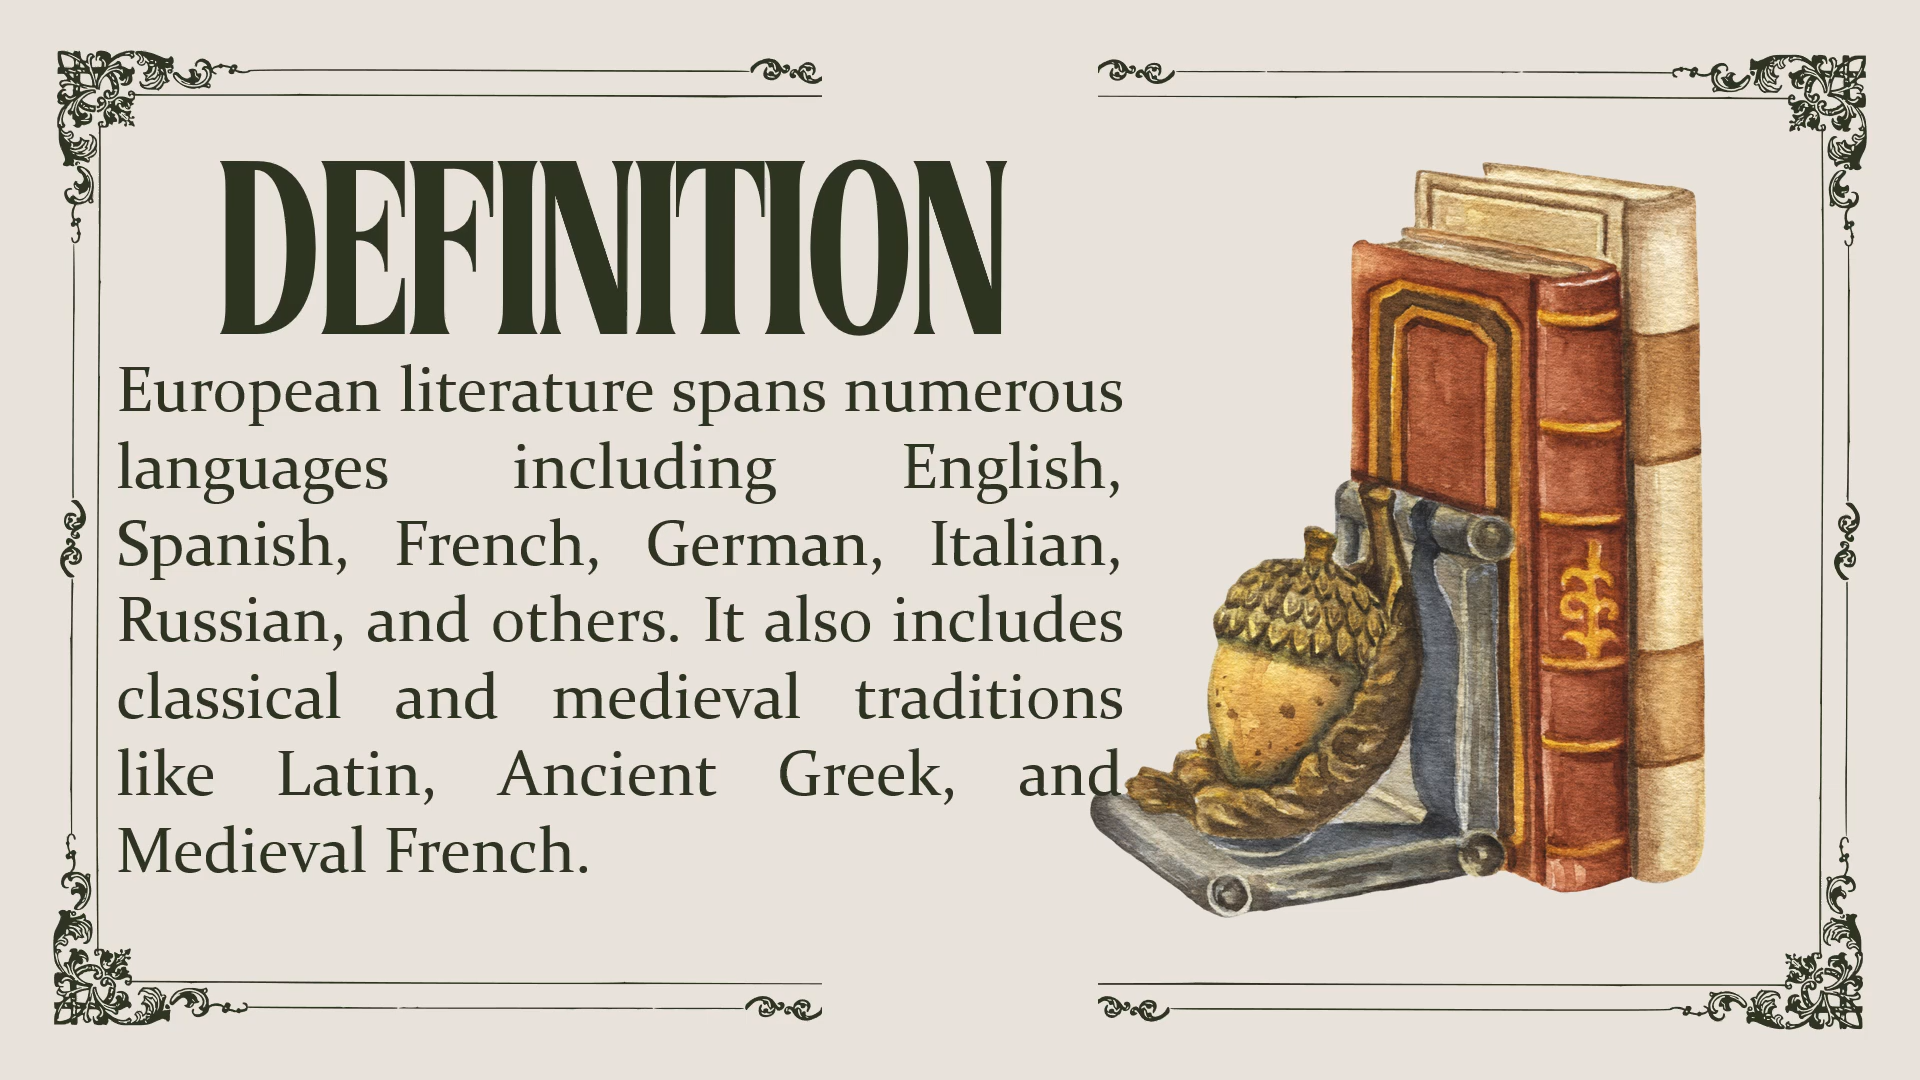 DEFINITION
European literature spans numerous
languages including English,
Spanish, French, German, Italian,
Russian, and others. It also includes
classical and medieval traditions
like Latin, Ancient Greek, and
Medieval French.